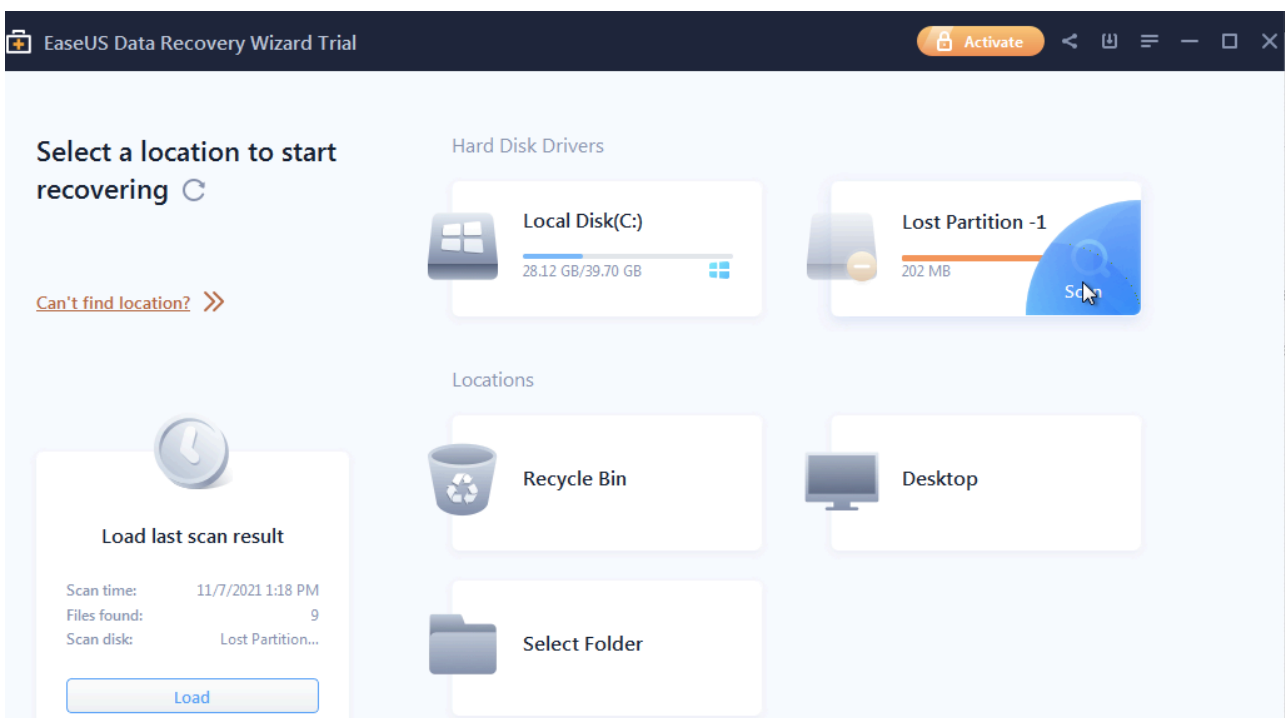 EaseUS Data Recovery Wizard Trial
Activate
Select a location to start
recovering
Can't find location?
Hard Disk Drivers
Local Disk(C:)
28.12 GB/39.70 GB
Lost Partition -1
202 MB
Scan
Locations
Recycle Bin
Desktop
Select Folder
Load last scan result
Scan time: 11/7/2021 1:18 PM
Files found: 9
Scan disk: Lost Partition...
Load